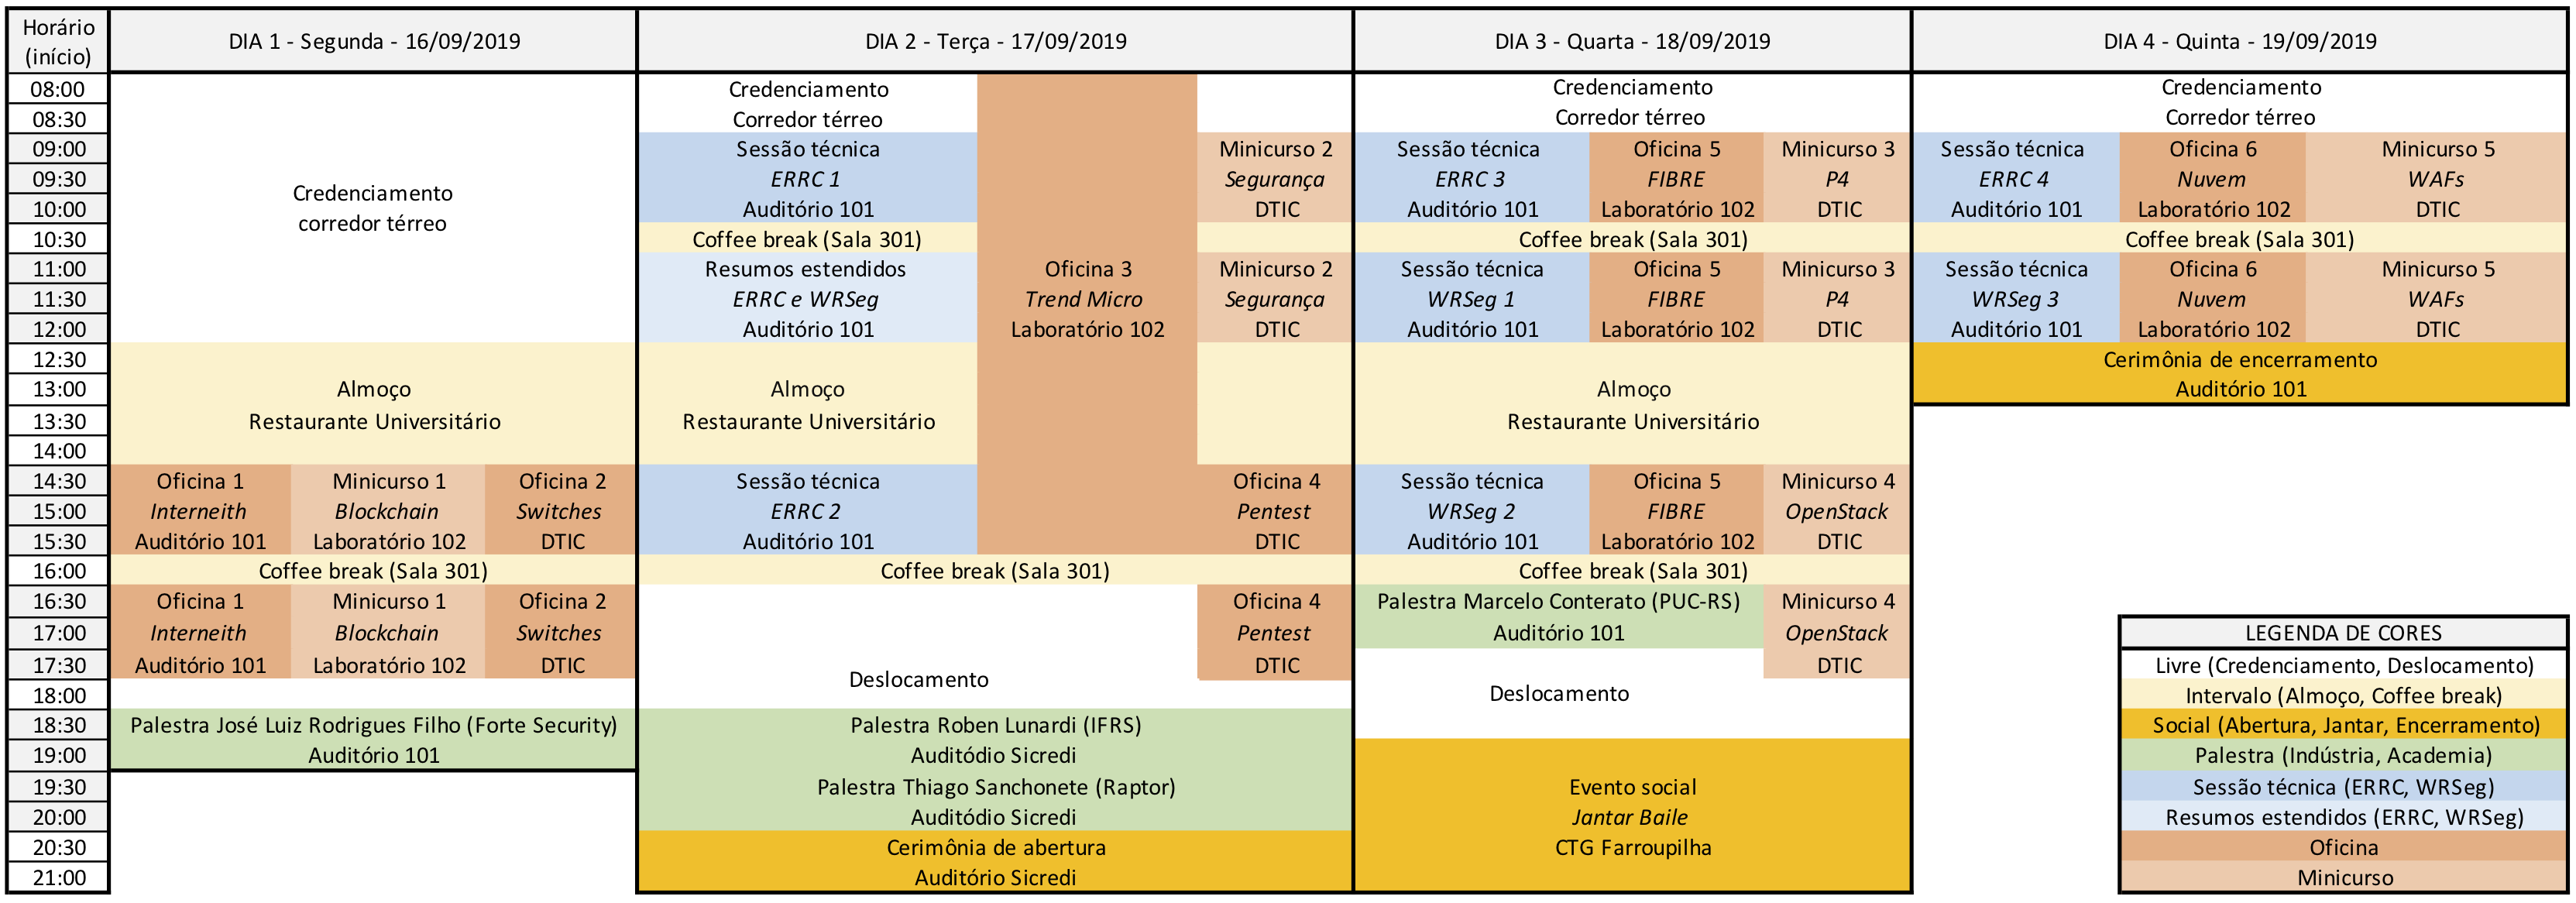 Horário
(início)
DIA 1 - Segunda - 16/09/2019
DIA 2 - Terça - 17/09/2019
DIA 3 - Quarta - 18/09/2019
DIA 4 - Quinta - 19/09/2019
08:00
08:30
09:00
09:30
10:00
10:30
11:00
11:30
12:00
12:30
13:00
13:30
14:00
14:30
15:00
15:30
16:00
16:30
17:00
17:30
18:00
18:30
19:00
19:30
20:00
20:30
21:00
Credenciamento
corredor térreo
Almoço
Restaurante Universitário
Oficina 1
Interneith
Auditório 101
Minicurso 1
Blockchain
Laboratório 102
Oficina 2
Switches
DTIC
Coffee break (Sala 301)
Oficina 1
Interneith
Auditório 101
Minicurso 1
Blockchain
Laboratório 102
Oficina 2
Switches
DTIC
Palestra José Luiz Rodrigues Filho (Forte Security)
Auditório 101
Credenciamento
Corredor térreo
Sessão técnica
ERRC 1
Auditório 101
Coffee break (Sala 301)
Resumos estendidos
ERRC e WRSeg
Auditório 101
Almoço
Restaurante Universitário
Sessão técnica
ERRC 2
Auditório 101
Oficina 3
Trend Micro
Laboratório 102
Minicurso 2
Segurança
DTIC
Minicurso 2
Segurança
DTIC
Oficina 4
Pentest
DTIC
Coffee break (Sala 301)
Oficina 4
Pentest
DTIC
Deslocamento
Palestra Roben Lunardi (IFRS)
Auditódio Sicredi
Palestra Thiago Sanchonete (Raptor)
Auditódio Sicredi
Cerimônia de abertura
Auditório Sicredi
Credenciamento
Corredor térreo
Sessão técnica
ERRC 3
Auditório 101
Oficina 5
FIBRE
Laboratório 102
Minicurso 3
P4
DTIC
Coffee break (Sala 301)
Sessão técnica
WRSeg 1
Auditório 101
Oficina 5
FIBRE
Laboratório 102
Minicurso 3
P4
DTIC
Almoço
Restaurante Universitário
Sessão técnica
WRSeg 2
Auditório 101
Oficina 5
FIBRE
Laboratório 102
Minicurso 4
OpenStack
DTIC
Coffee break (Sala 301)
Palestra Marcelo Conterato (PUC-RS)
Auditório 101
Minicurso 4
OpenStack
DTIC
Deslocamento
Evento social
Jantar Baile
CTG Farroupilha
Credenciamento
Corredor térreo
Sessão técnica
ERRC 4
Auditório 101
Oficina 6
Nuvem
Laboratório 102
Minicurso 5
WAFs
DTIC
Coffee break (Sala 301)
Sessão técnica
WRSeg 3
Auditório 101
Oficina 6
Nuvem
Laboratório 102
Minicurso 5
WAFs
DTIC
Cerimônia de encerramento
Auditório 101
LEGENDA DE CORES
Livre (Credenciamento, Deslocamento)
Intervalo (Almoço, Coffee break)
Social (Abertura, Jantar, Encerramento)
Palestra (Indústria, Academia)
Sessão técnica (ERRC, WRSeg)
Resumos estendidos (ERRC, WRSeg)
Oficina
Minicurso